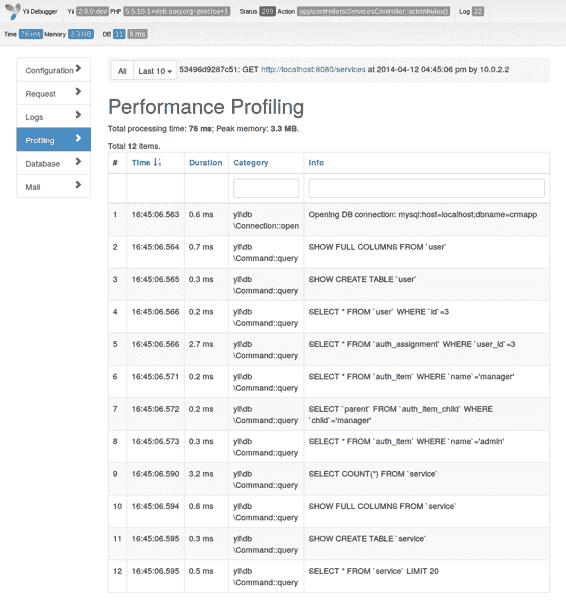 Yii Debugger Yii 2.0.0-dev PHP 5.5.10-1+deb.sury.org~precise+1 Status 200 Action app\controllers\ServicesController::actionIndex() Log 22
Time 76 ms Memory 3.3 MB DB 11 9 ms
All Last 10 53496d9287c51: GET http://localhost:8080/services at 2014-04-12 04:45:06 pm by 10.0.2.2
Configuration
Request
Logs
Profiling
Database
Mail
Performance Profiling
Total processing time: 76 ms; Peak memory: 3.3 MB.
Total 12 items.
# Time Duration Category Info
1 16:45:06.563 0.6 ms yii\db Opening DB connection: mysql:host=localhost;dbname=crmapp
\Connection::open
2 16:45:06.564 0.7 ms yii\db SHOW FULL COLUMNS FROM `user`
\Command::query
3 16:45:06.565 0.3 ms yii\db SHOW CREATE TABLE `user`
\Command::query
4 16:45:06.566 0.2 ms yii\db SELECT * FROM `user` WHERE `id`=3
\Command::query
5 16:45:06.566 2.7 ms yii\db SELECT * FROM `auth_assignment` WHERE `user_id`=3
\Command::query
6 16:45:06.571 0.2 ms yii\db SELECT * FROM `auth_item` WHERE `name`='manager'
\Command::query
7 16:45:06.572 0.2 ms yii\db SELECT `parent` FROM `auth_item_child` WHERE
\Command::query `child`='manager'
8 16:45:06.573 0.3 ms yii\db SELECT * FROM `auth_item` WHERE `name`='admin'
\Command::query
9 16:45:06.590 3.2 ms yii\db SELECT COUNT(*) FROM `service`
\Command::query
10 16:45:06.594 0.6 ms yii\db SHOW FULL COLUMNS FROM `service`
\Command::query
11 16:45:06.595 0.3 ms yii\db SHOW CREATE TABLE `service`
\Command::query
12 16:45:06.595 0.5 ms yii\db SELECT * FROM `service` LIMIT 20
\Command::query